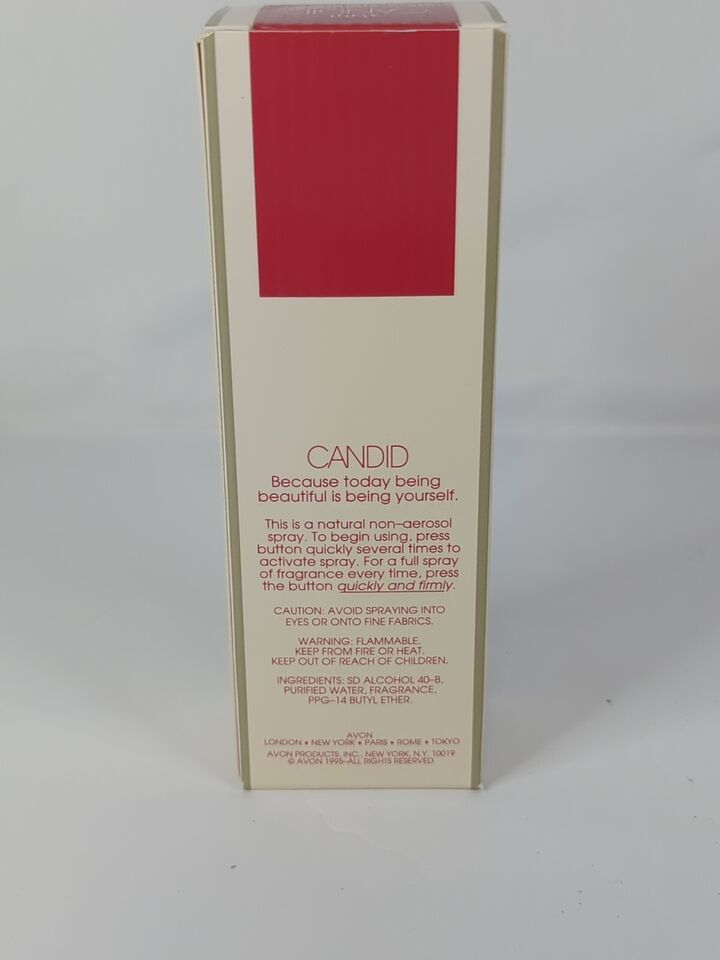 CANDID
Because today being
beautiful is being yourself.
This is a natural non–aerosol
spray. To begin using, press
button quickly several times to
activate spray. For a full spray
of fragrance every time, press
the button quickly and firmly.
CAUTION: AVOID SPRAYING INTO
EYES OR ONTO FINE FABRICS.
WARNING: FLAMMABLE.
KEEP FROM FIRE OR HEAT.
KEEP OUT OF REACH OF CHILDREN.
INGREDIENTS: SD ALCOHOL 40–B,
PURIFIED WATER, FRAGRANCE,
PPG–14 BUTYL ETHER.
AVON
LONDON • NEW YORK • PARIS • ROME • TOKYO
AVON PRODUCTS, INC., NEW YORK, N.Y. 10019
© AVON 1995–ALL RIGHTS RESERVED